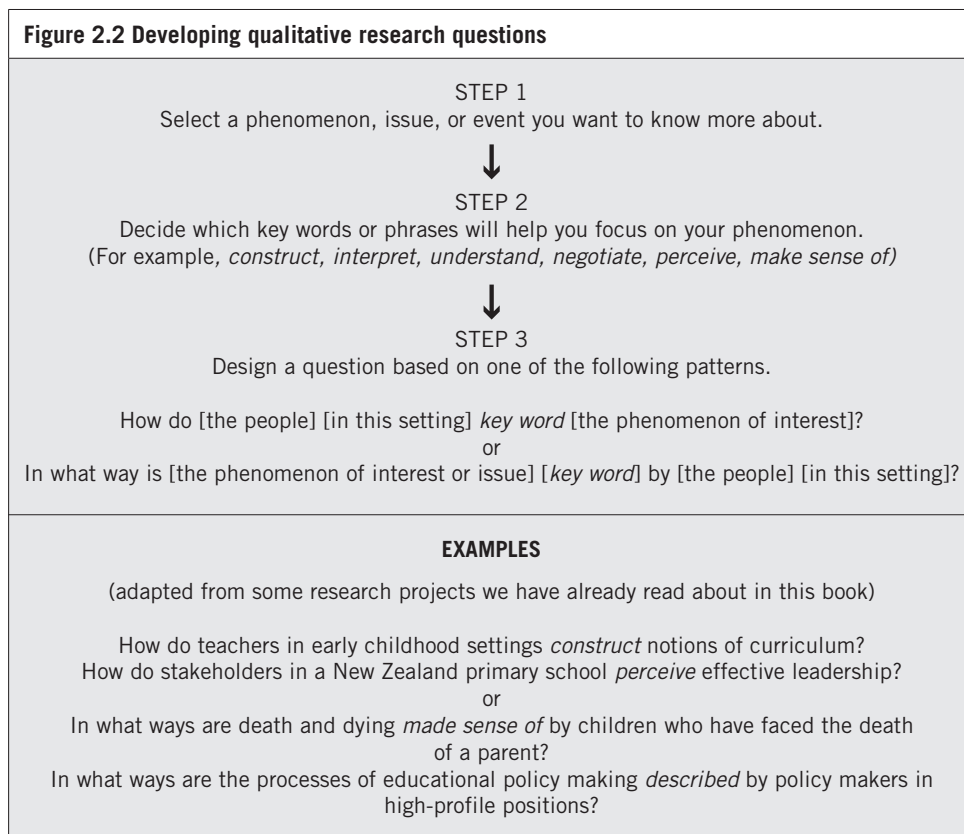 Figure 2.2 Developing qualitative research questions
STEP 1
Select a phenomenon, issue, or event you want to know more about.
STEP 2
Decide which key words or phrases will help you focus on your phenomenon.
(For example, construct, interpret, understand, negotiate, perceive, make sense of)
STEP 3
Design a question based on one of the following patterns.
How do [the people] [in this setting] key word [the phenomenon of interest]?
or
In what way is [the phenomenon of interest or issue] [key word] by [the people] [in this setting]?
EXAMPLES
(adapted from some research projects we have already read about in this book)
How do teachers in early childhood settings construct notions of curriculum?
How do stakeholders in a New Zealand primary school perceive effective leadership?
or
In what ways are death and dying made sense of by children who have faced the death
of a parent?
In what ways are the processes of educational policy making described by policy makers in
high-profile positions?